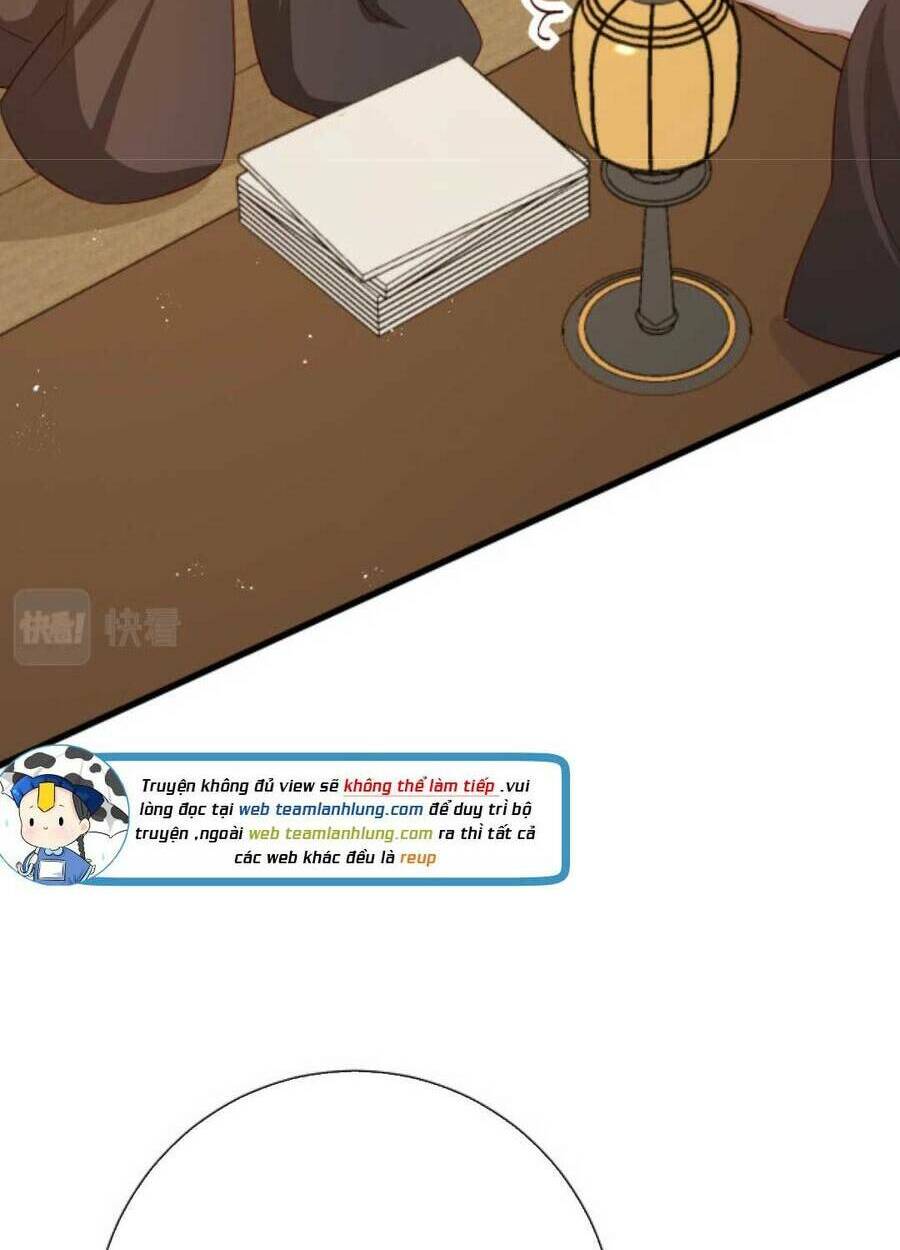 快看! 快看
Truyện không đủ view sẽ không thể làm tiếp .vui
lòng đọc tại web teamlanhlung.com để duy trì bộ
truyện ,ngoài web teamlanhlung.com ra thì tất cả
các web khác đều là reup